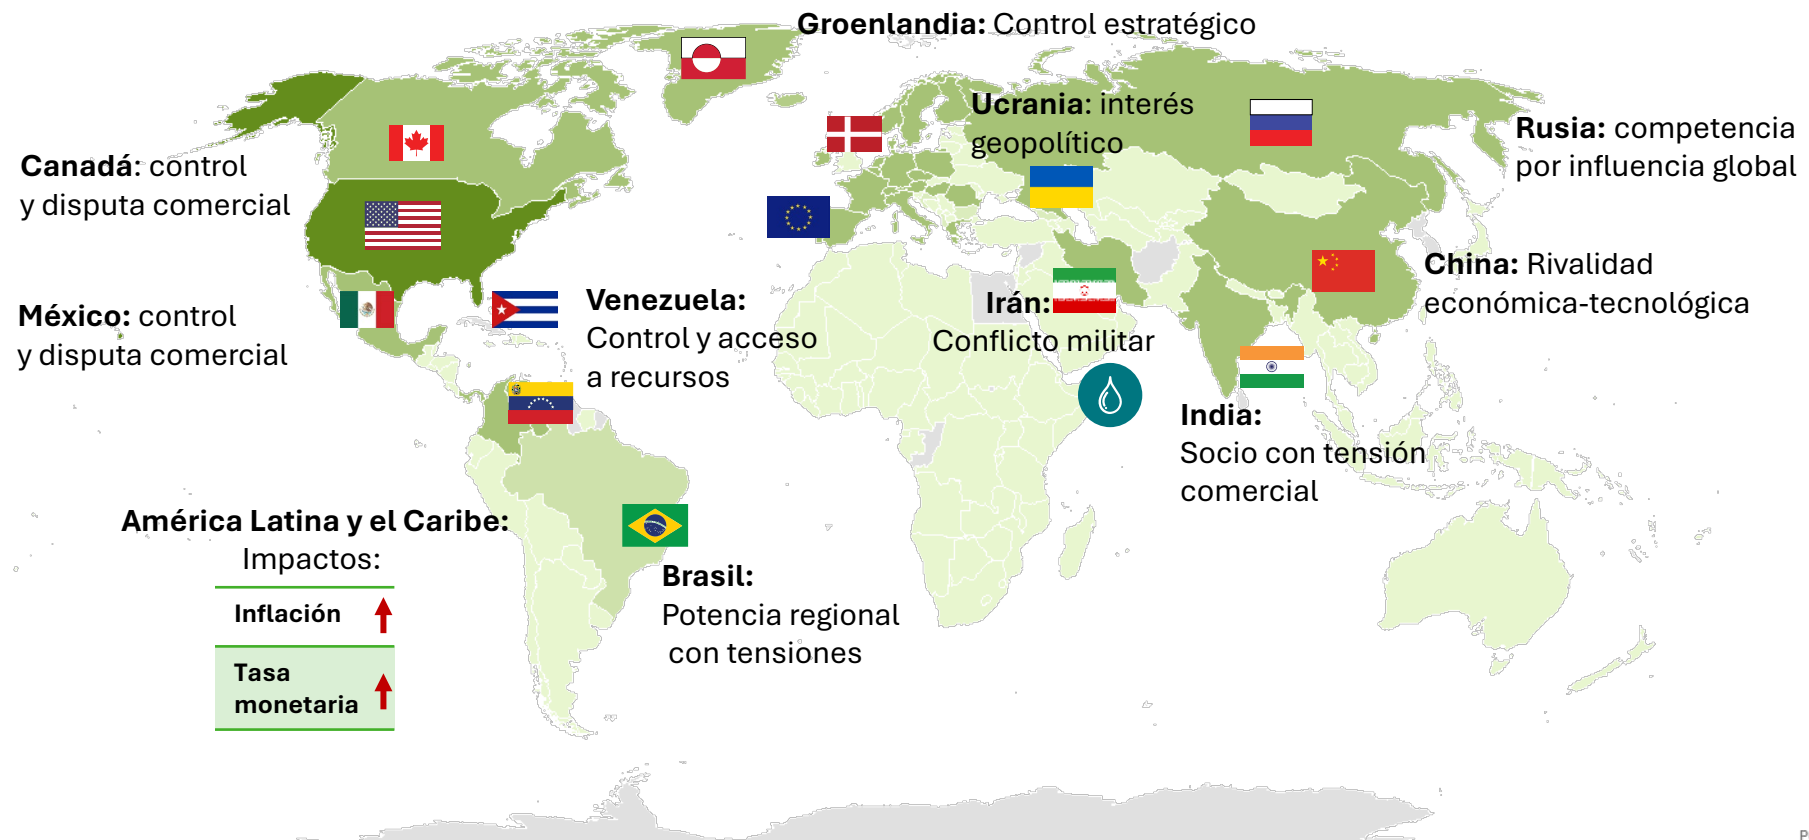 Groenlandia: Control estratégico
Ucrania: interés
geopolítico
Rusia: competencia
por influencia global
Canadá: control
y disputa comercial
China: Rivalidad
económica-tecnológica
Venezuela:
Control y acceso
a recursos
Irán:
Conflicto militar
México: control
y disputa comercial
India:
Socio con tensión
comercial
América Latina y el Caribe:
Impactos:
Inflación
Tasa
monetaria
Brasil:
Potencia regional
con tensiones